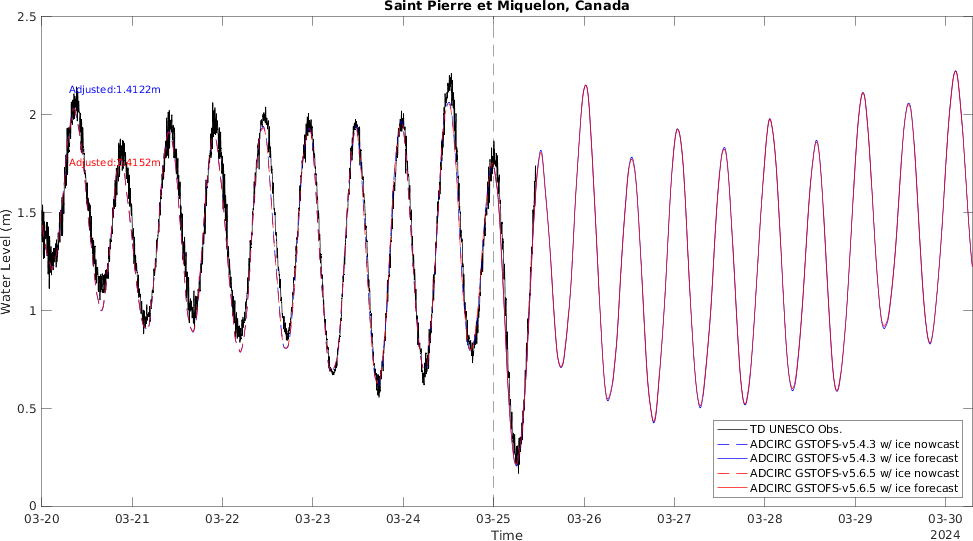 Saint Pierre et Miquelon, Canada
2.5
2
1.5
1
0.5
0
Water Level (m)
Adjusted:1.4122m
Adjusted:1.4152m
TD UNESCO Obs.
ADCIRC GSTOFS-v5.4.3 w/ ice nowcast
ADCIRC GSTOFS-v5.4.3 w/ ice forecast
ADCIRC GSTOFS-v5.6.5 w/ ice nowcast
ADCIRC GSTOFS-v5.6.5 w/ ice forecast
03-20 03-21 03-22 03-23 03-24 03-25 03-26 03-27 03-28 03-29 03-30
Time
2024